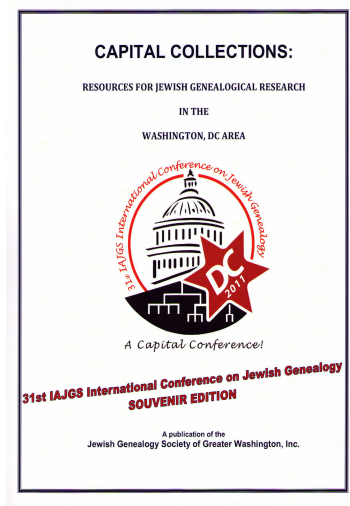 CAPITAL COLLECTIONS:
RESOURCES FOR JEWISH GENEALOGICAL RESEARCH
IN THE
WASHINGTON, DC AREA
31st IAJGS International Conference on Jewish Genealogy
DC
2011
A Capital Conference!
31st IAJGS International Conference on Jewish Genealogy
SOUVENIR EDITION
A publication of the
Jewish Genealogy Society of Greater Washington, Inc.